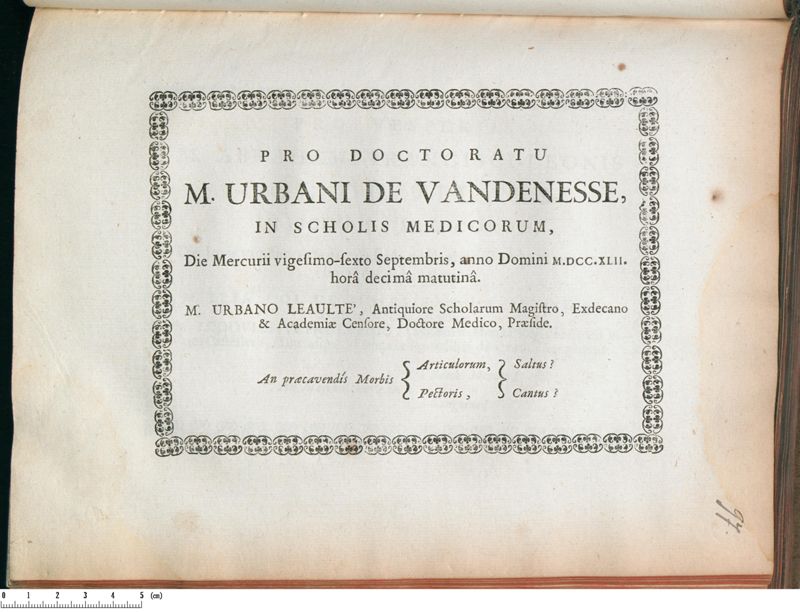 PRO DOCTORATU
M. URBANI DE VANDENESSE,
IN SCHOLIS MEDICORUM,
Die Mercurii vigeſimo-ſexto Septembris, anno Domini M.DCC.XLII.
horâ decimâ matutinâ.
M. URBANO LEAULTE', Antiquiore Scholarum Magiſtro, Exdecano
& Academiæ Cenſore, Doctore Medico, Præſide.
Articulorum, Saltus?
An præcavendis Morbis
Pectoris, Cantus?
97.
0 1 2 3 4 5 (cm)